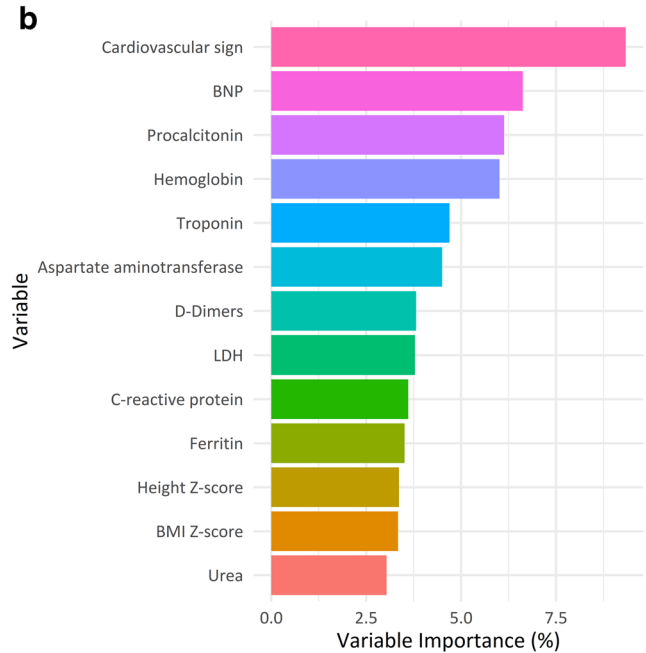 b
Cardiovascular sign
BNP
Procalcitonin
Hemoglobin
Troponin
Aspartate aminotransferase
D-Dimers
LDH
C-reactive protein
Ferritin
Height Z-score
BMI Z-score
Urea
Variable
0.0 2.5 5.0 7.5
Variable Importance (%)